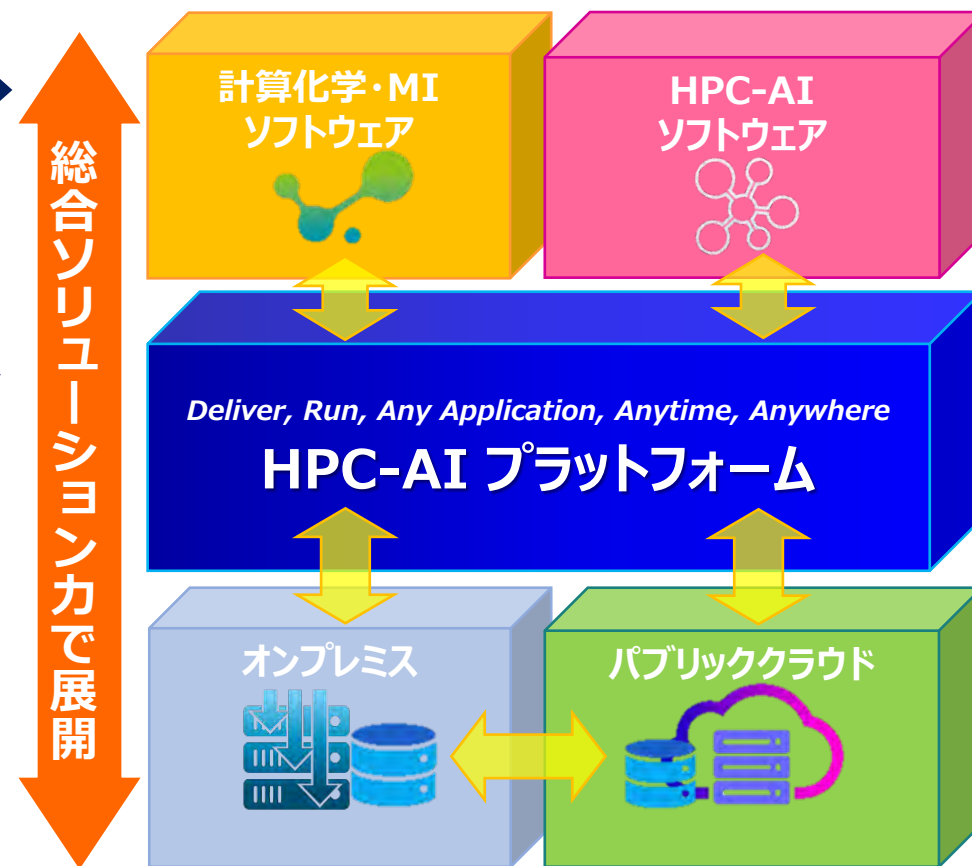 総合ソリューション力で展開
計算化学・MI
ソフトウェア
HPC-AI
ソフトウェア
Deliver, Run, Any Application, Anytime, Anywhere
HPC-AI プラットフォーム
オンプレミス
パブリッククラウド